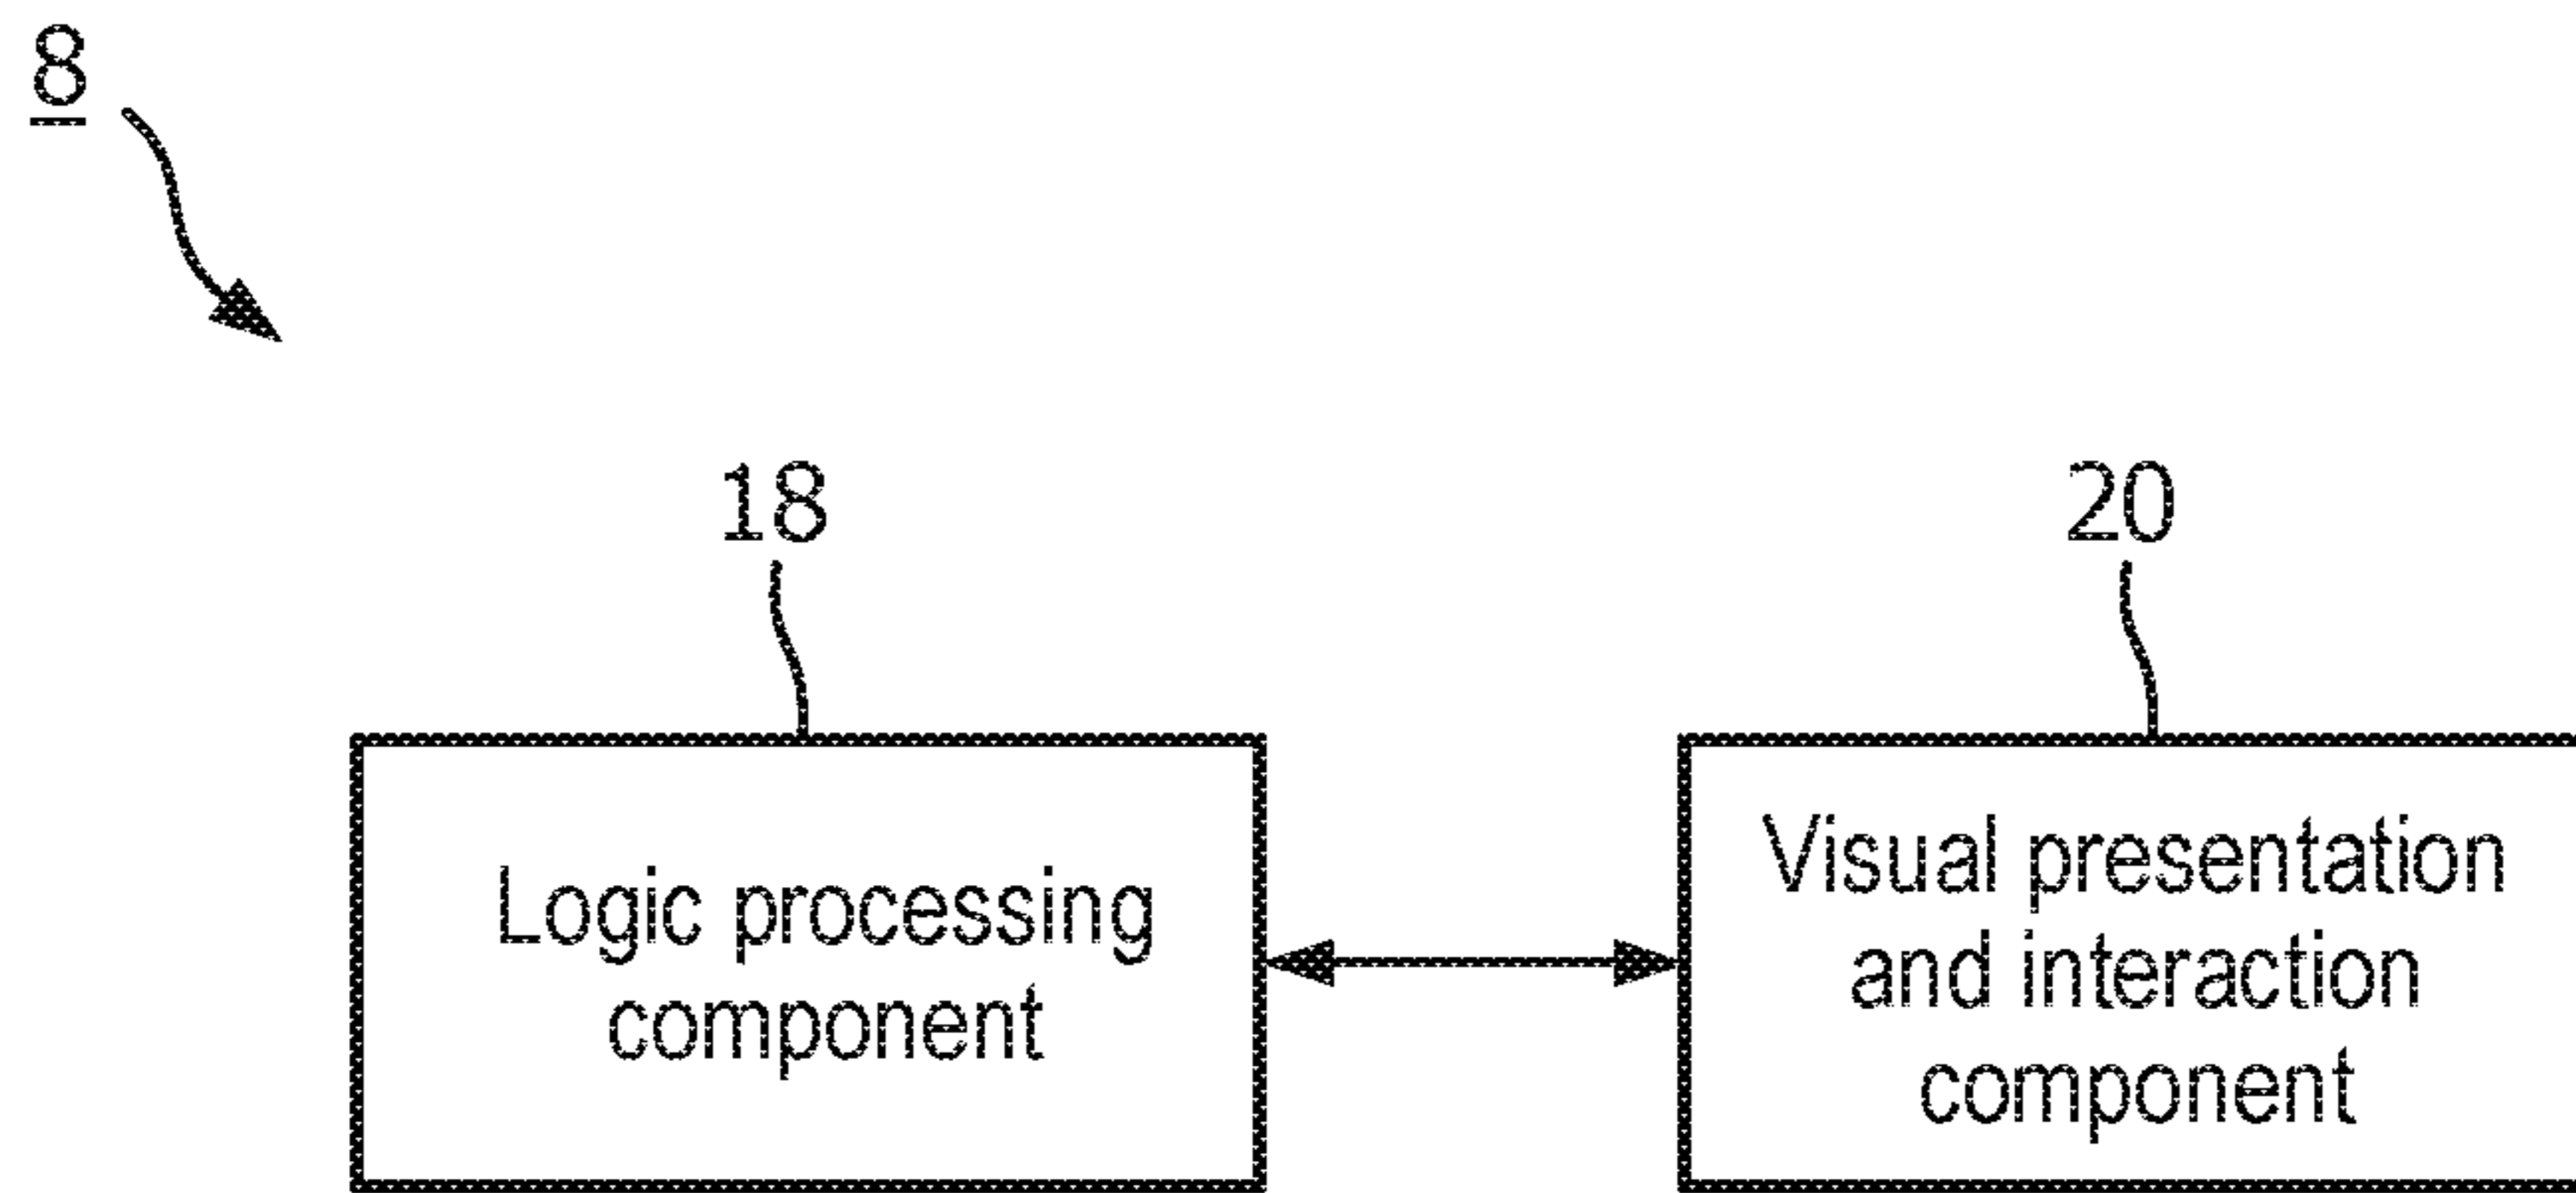 8
18
20
Logic processing
component
Visual presentation
and interaction
component